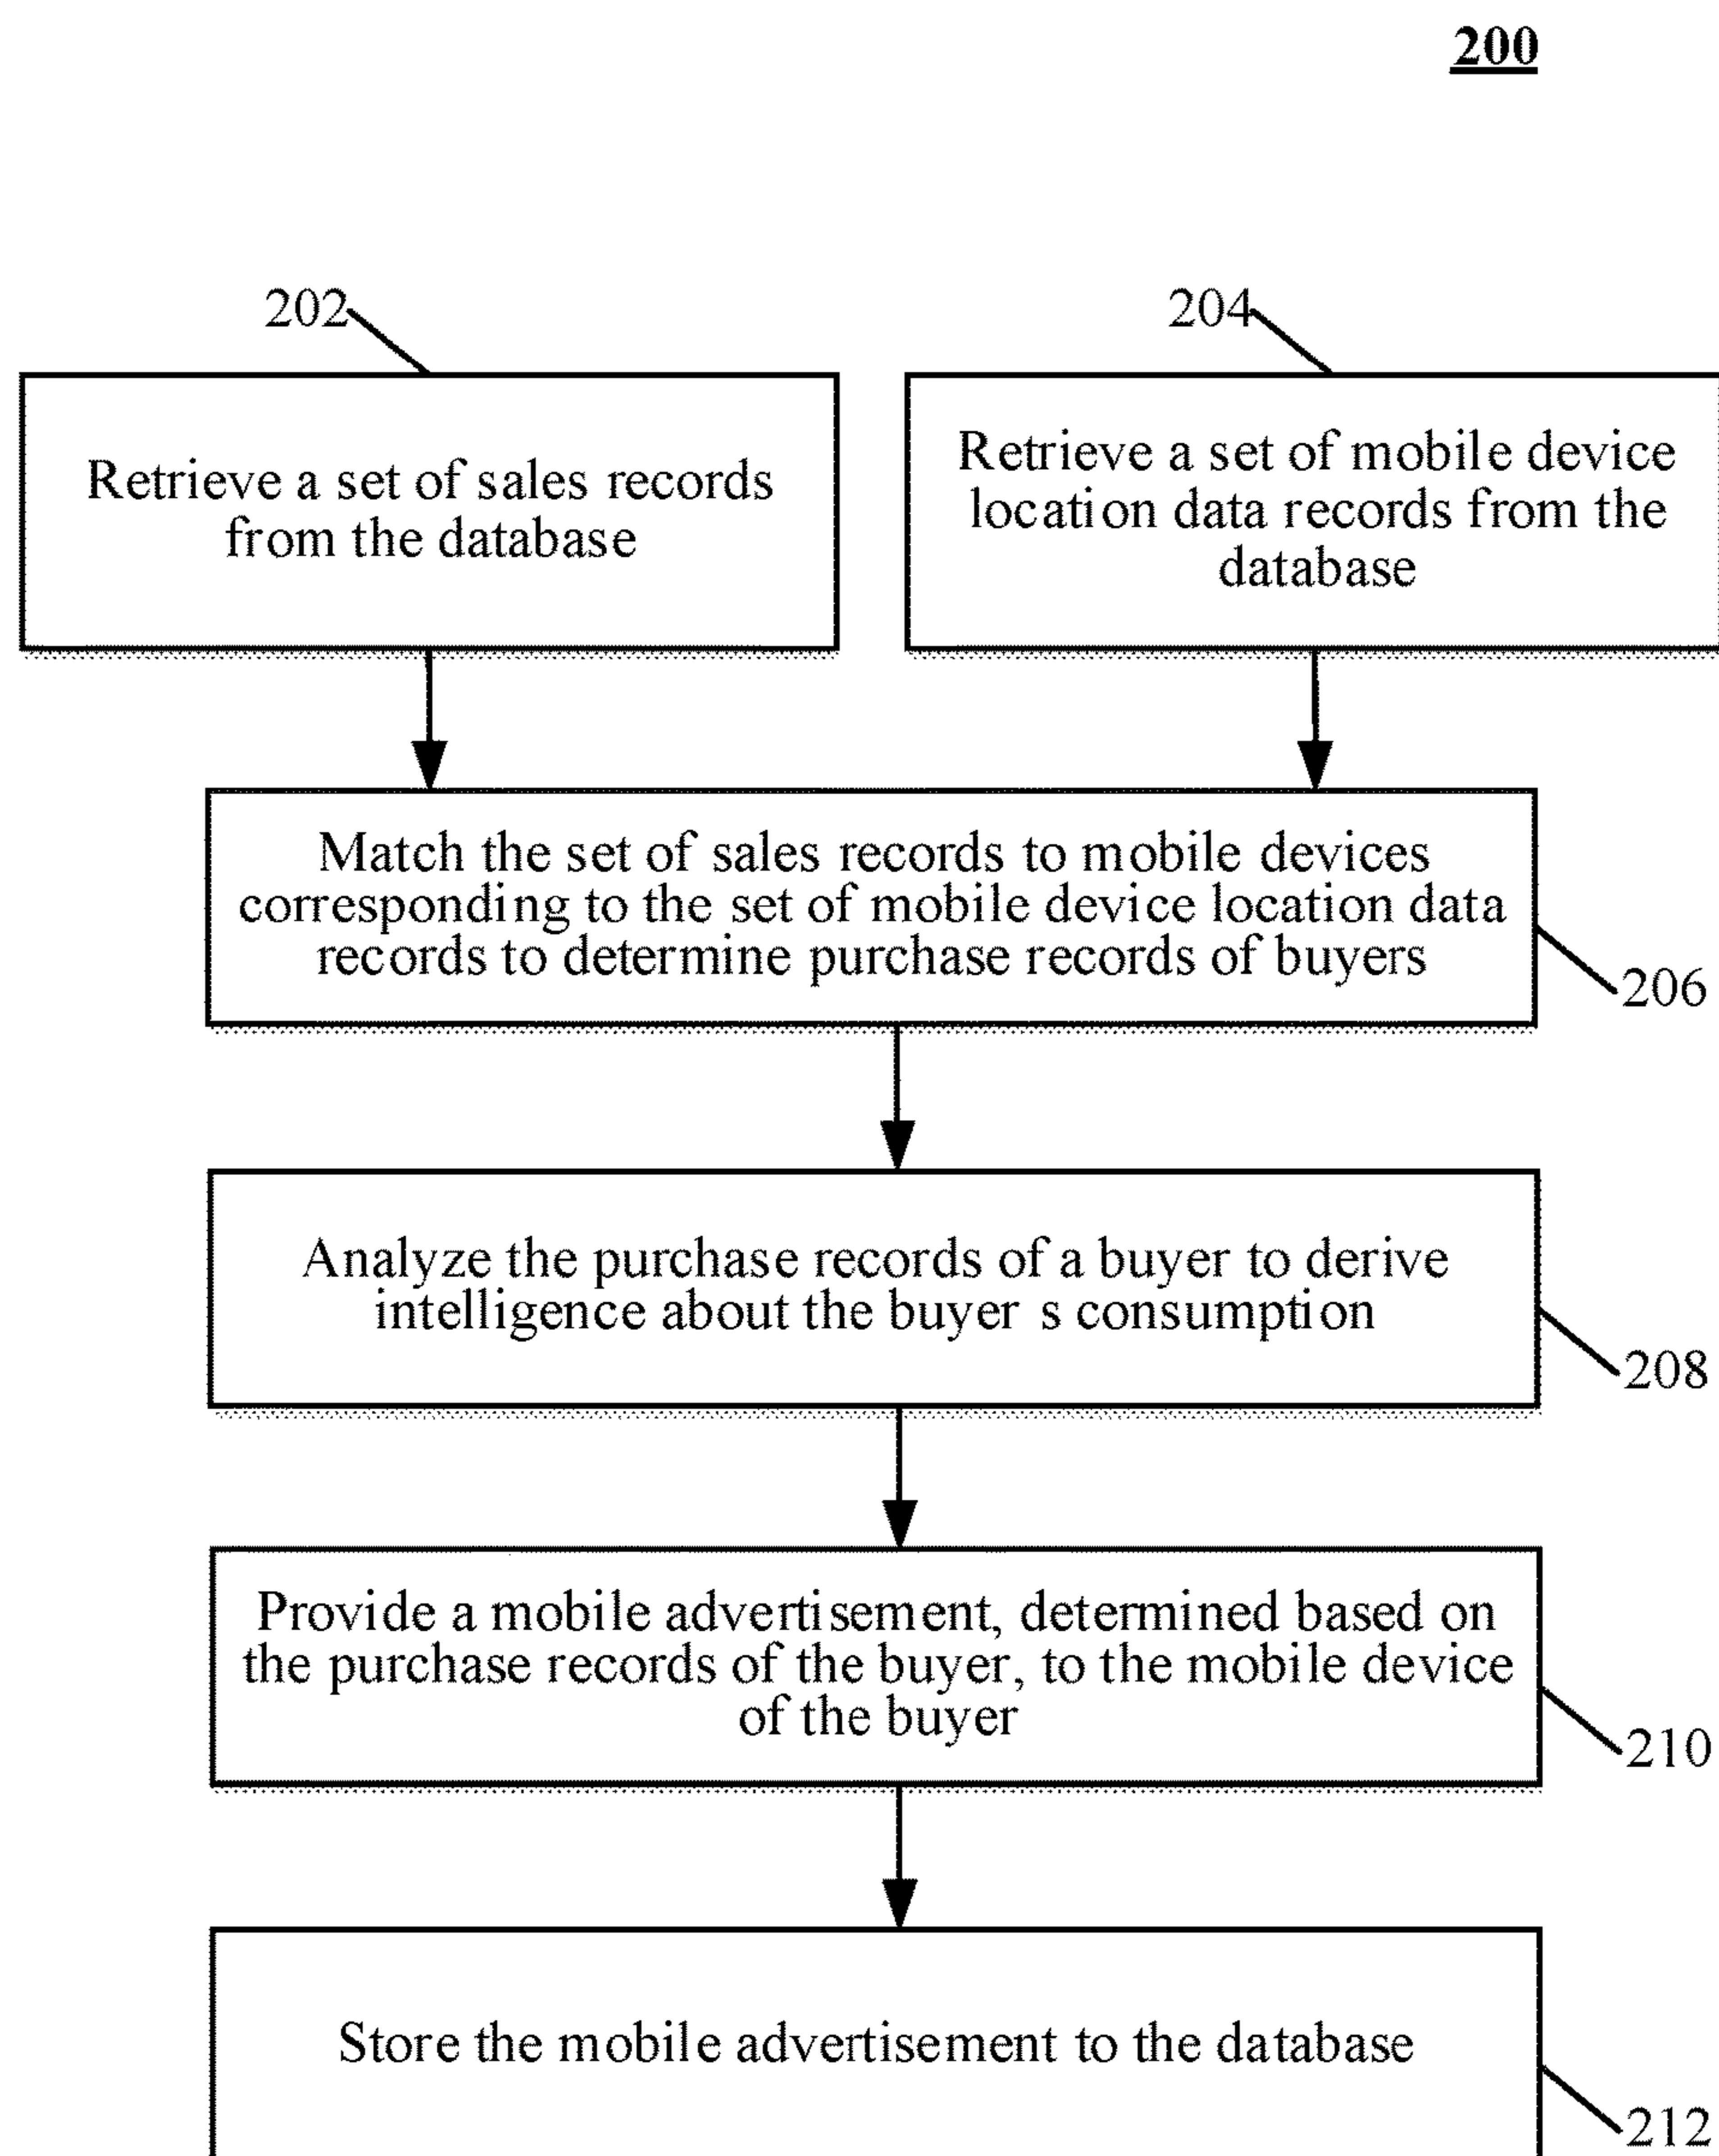 200
202
204
Retrieve a set of sales records
from the database
Retrieve a set of mobile device
location data records from the
database
Match the set of sales records to mobile devices
corresponding to the set of mobile device location data
records to determine purchase records of buyers
206
Analyze the purchase records of a buyer to derive
intelligence about the buyer s consumption
208
Provide a mobile advertisement, determined based on
the purchase records of the buyer, to the mobile device
of the buyer
210
Store the mobile advertisement to the database
212